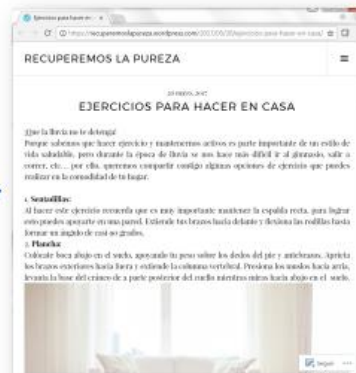 Ejercicios para hacer en
https://recuperemoslapureza.wordpress.com/2017/05/20/ejercicios-para-hacer-en-casa/
RECUPEREMOS LA PUREZA
EJERCICIOS PARA HACER EN CASA
¡Que la lluvia no te detenga!
Porque sabemos que hacer ejercicio y mantenernos activos es parte importante de un estilo de
vida saludable, pero durante la época de lluvia se nos hace más difícil ir al gimnasio, salir a
correr, etc… por ello, queremos compartir contigo algunas opciones de ejercicio que puedes
realizar en la comodidad de tu hogar.
1. Sentadillas:
Al hacer este ejercicio recuerda que es muy importante mantener la espalda recta, para lograr
esto puedes apoyarte en una pared. Extiende tus brazos hacia delante y flexiona las rodillas hasta
formar un ángulo de casi 90 grados.
2. Plancha:
Colócate boca abajo en el suelo, apoyando tu peso sobre los dedos del pie y antebrazos. Aprieta
los brazos exteriores hacia fuera y extiende la columna vertebral. Presiona los muslos hacia arriba,
levanta la base del cráneo de a parte posterior del cuello mientras miras hacia abajo en el suelo.
Seguir